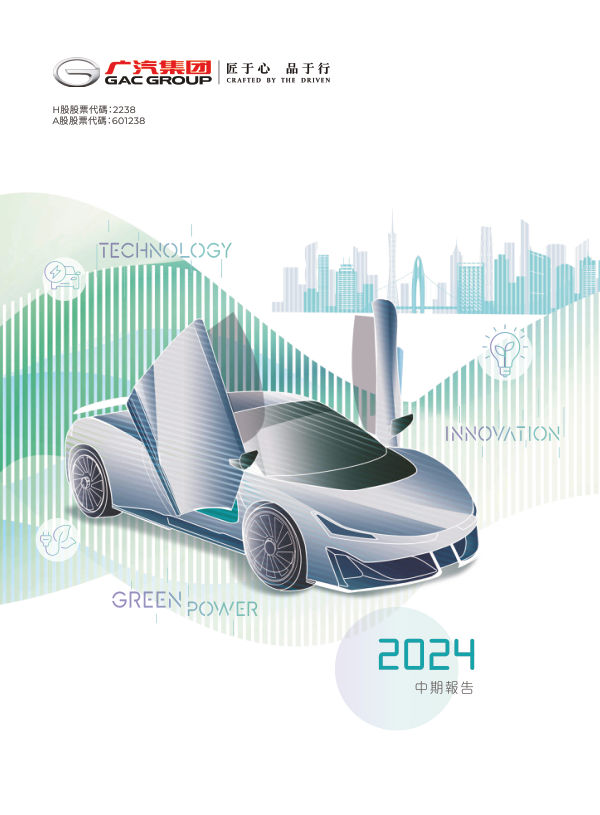 广汽集团
GAC GROUP
匠于心 品于行
CRAFTED BY THE DRIVEN
H股股票代碼：2238
A股股票代碼：601238
TECHNOLOGY
INNOVATION
GREEN POWER
2024
中期報告